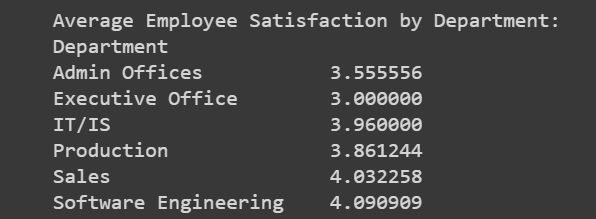 Average Employee Satisfaction by Department:
Department
Admin Offices 3.555556
Executive Office 3.000000
IT/IS 3.960000
Production 3.861244
Sales 4.032258
Software Engineering 4.090909